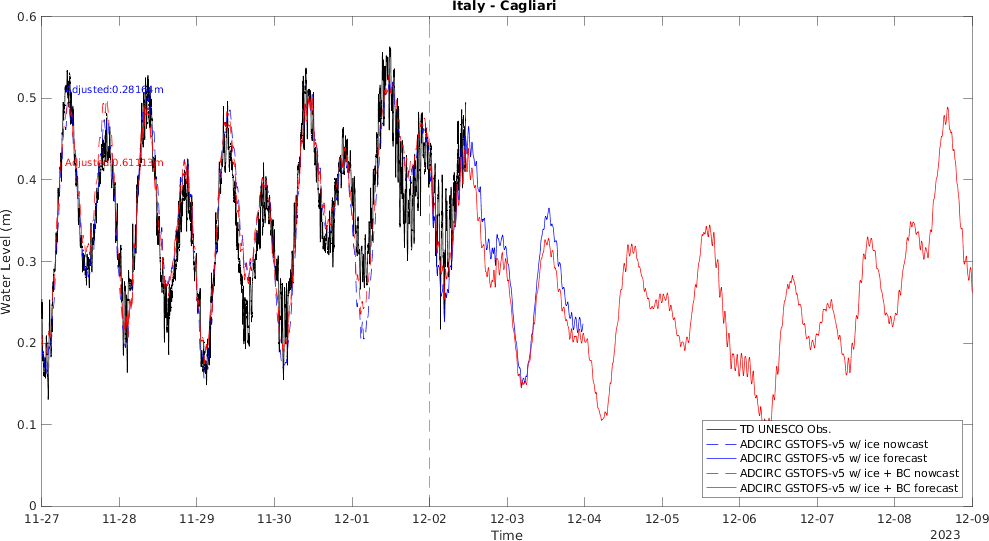 Italy - Cagliari
0.6
0.5
0.4
0.3
0.2
0.1
0
Water Level (m)
Adjusted:0.28164m
Adjusted:0.61113m
TD UNESCO Obs.
ADCIRC GSTOFS-v5 w/ ice nowcast
ADCIRC GSTOFS-v5 w/ ice forecast
ADCIRC GSTOFS-v5 w/ ice + BC nowcast
ADCIRC GSTOFS-v5 w/ ice + BC forecast
11-27 11-28 11-29 11-30 12-01 12-02 12-03 12-04 12-05 12-06 12-07 12-08 12-09
Time
2023